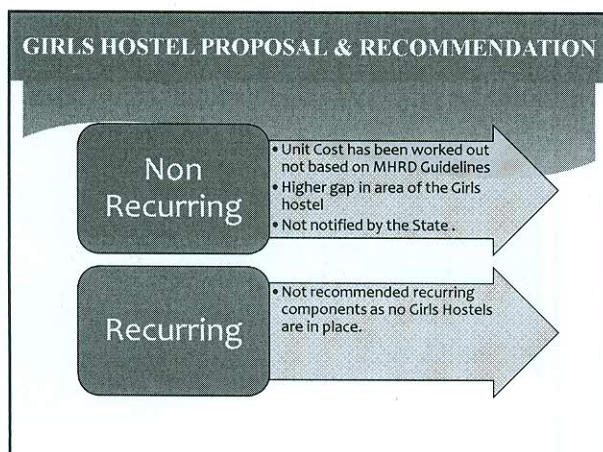 GIRLS HOSTEL PROPOSAL & RECOMMENDATION
Non
Recurring
• Unit Cost has been worked out
not based on MHRD Guidelines
• Higher gap in area of the Girls
hostel
• Not notified by the State .
Recurring
• Not recommended recurring
components as no Girls Hostels
are in place.